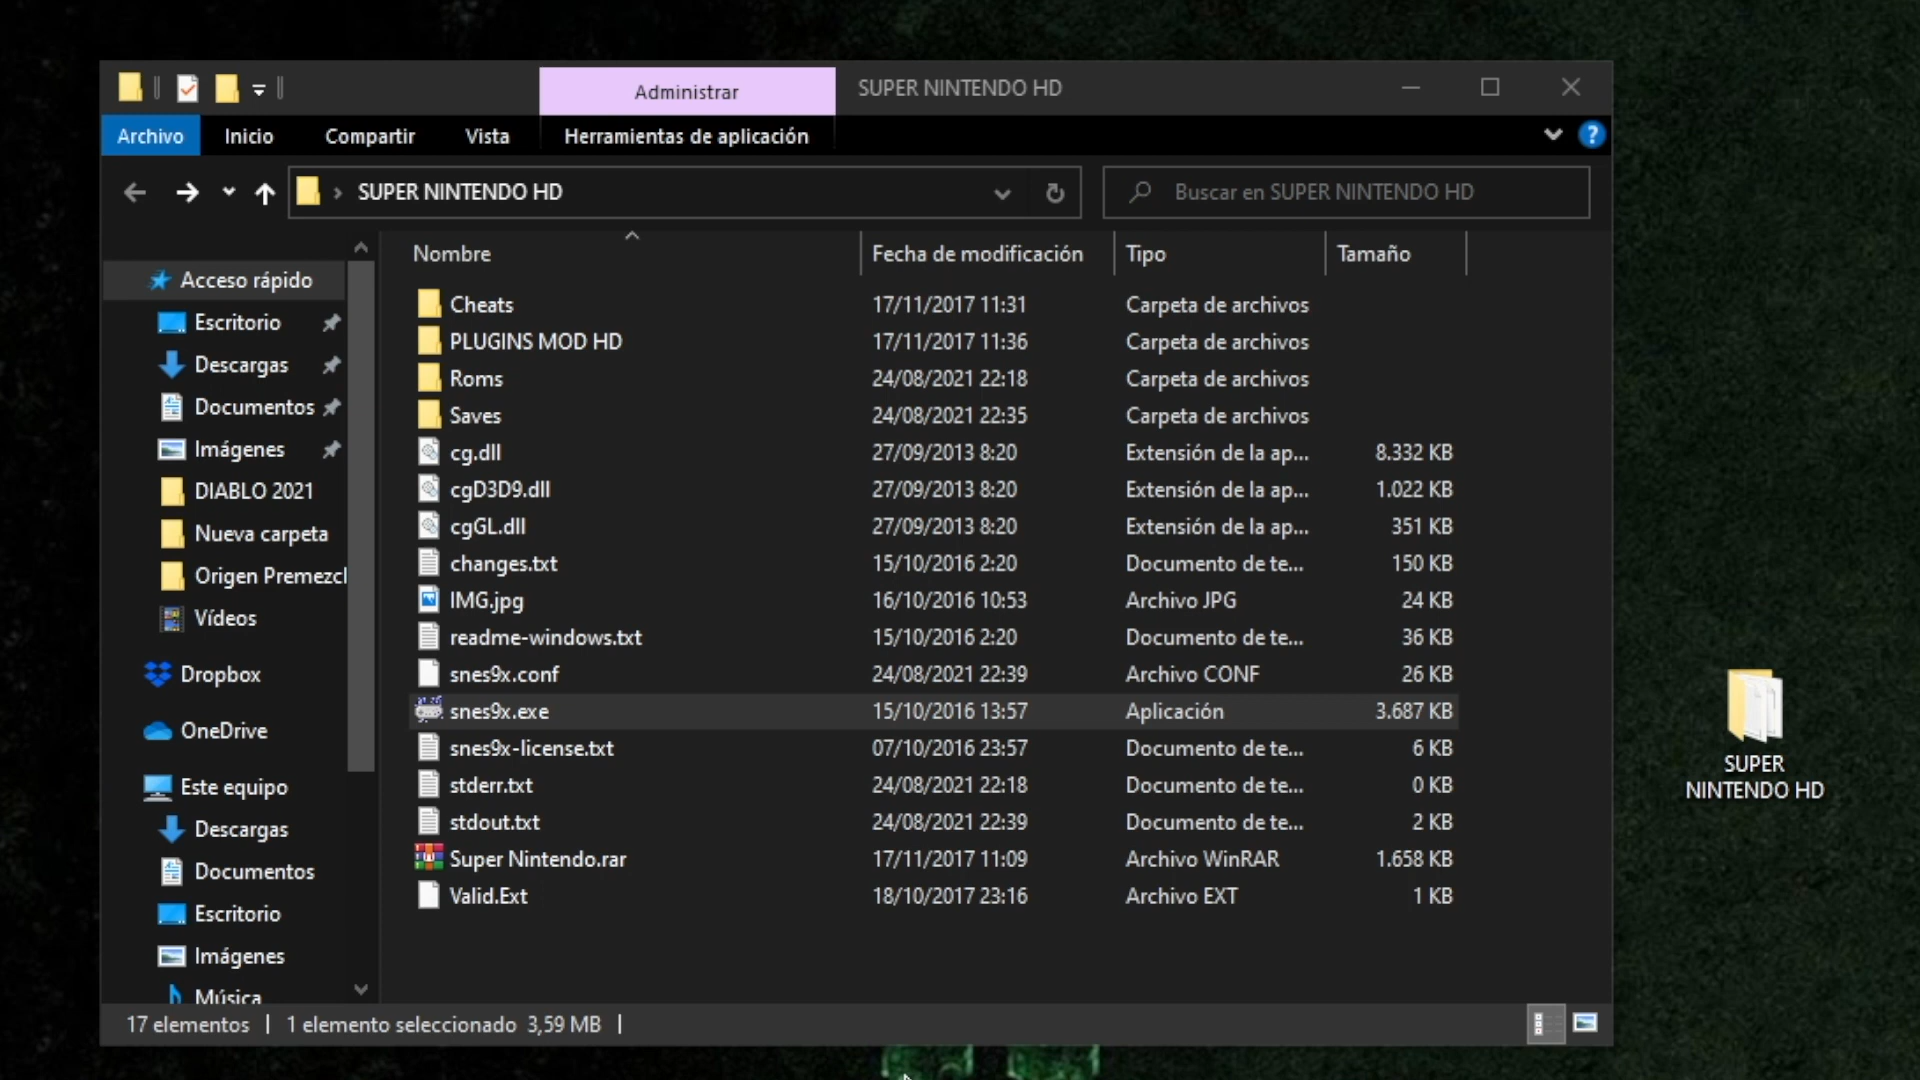 Administrar
SUPER NINTENDO HD
Archivo Inicio Compartir Vista Herramientas de aplicación
SUPER NINTENDO HD
Buscar en SUPER NINTENDO HD
Acceso rápido
Escritorio
Descargas
Documentos
Imágenes
DIABLO 2021
Nueva carpeta
Origen Premezcl
Vídeos
Dropbox
OneDrive
Este equipo
Descargas
Documentos
Escritorio
Imágenes
Música
Nombre Fecha de modificación Tipo Tamaño
Cheats 17/11/2017 11:31 Carpeta de archivos
PLUGINS MOD HD 17/11/2017 11:36 Carpeta de archivos
Roms 24/08/2021 22:18 Carpeta de archivos
Saves 24/08/2021 22:35 Carpeta de archivos
cg.dll 27/09/2013 8:20 Extensión de la ap... 8.332 KB
cgD3D9.dll 27/09/2013 8:20 Extensión de la ap... 1.022 KB
cgGL.dll 27/09/2013 8:20 Extensión de la ap... 351 KB
changes.txt 15/10/2016 2:20 Documento de te... 150 KB
IMG.jpg 16/10/2016 10:53 Archivo JPG 24 KB
readme-windows.txt 15/10/2016 2:20 Documento de te... 36 KB
snes9x.conf 24/08/2021 22:39 Archivo CONF 26 KB
snes9x.exe 15/10/2016 13:57 Aplicación 3.687 KB
snes9x-license.txt 07/10/2016 23:57 Documento de te... 6 KB
stderr.txt 24/08/2021 22:18 Documento de te... 0 KB
stdout.txt 24/08/2021 22:39 Documento de te... 2 KB
Super Nintendo.rar 17/11/2017 11:09 Archivo WinRAR 1.658 KB
Valid.Ext 18/10/2017 23:16 Archivo EXT 1 KB
17 elementos 1 elemento seleccionado 3,59 MB
SUPER
NINTENDO HD